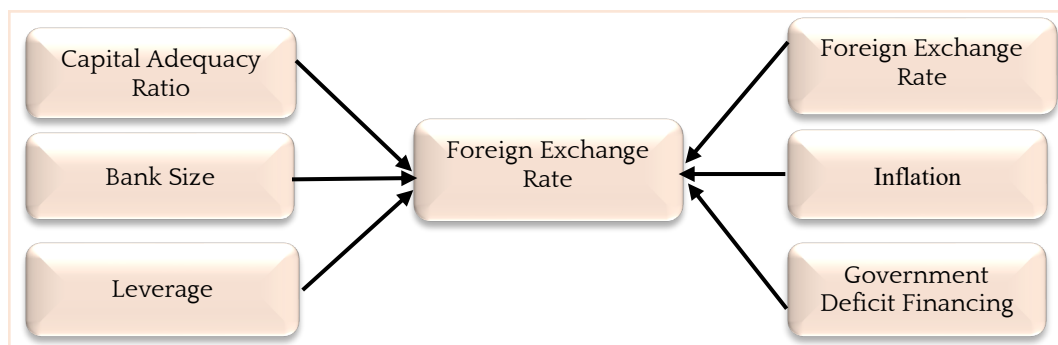 Capital Adequacy
Ratio
Bank Size
Leverage
Foreign Exchange
Rate
Foreign Exchange
Rate
Inflation
Government
Deficit Financing